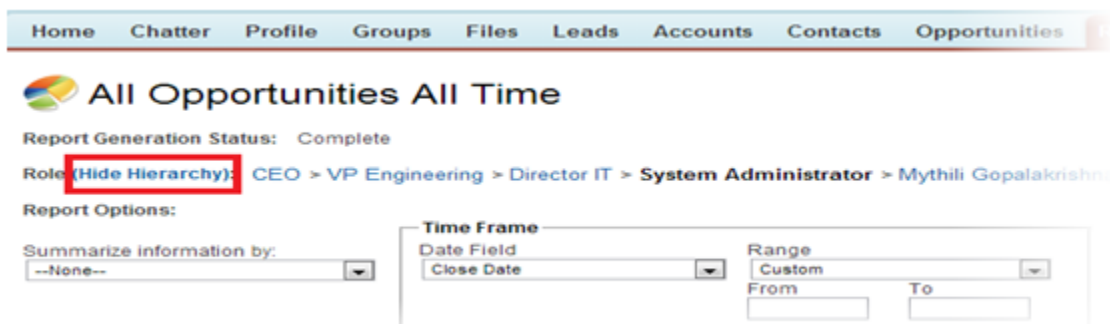 Home Chatter Profile Groups Files Leads Accounts Contacts Opportunities
All Opportunities All Time
Report Generation Status: Complete
Role (Hide Hierarchy): CEO > VP Engineering > Director IT > System Administrator > Mythili
Report Options:
Time Frame
Summarize information by: Date Field Range
--None-- Close Date Custom
From To